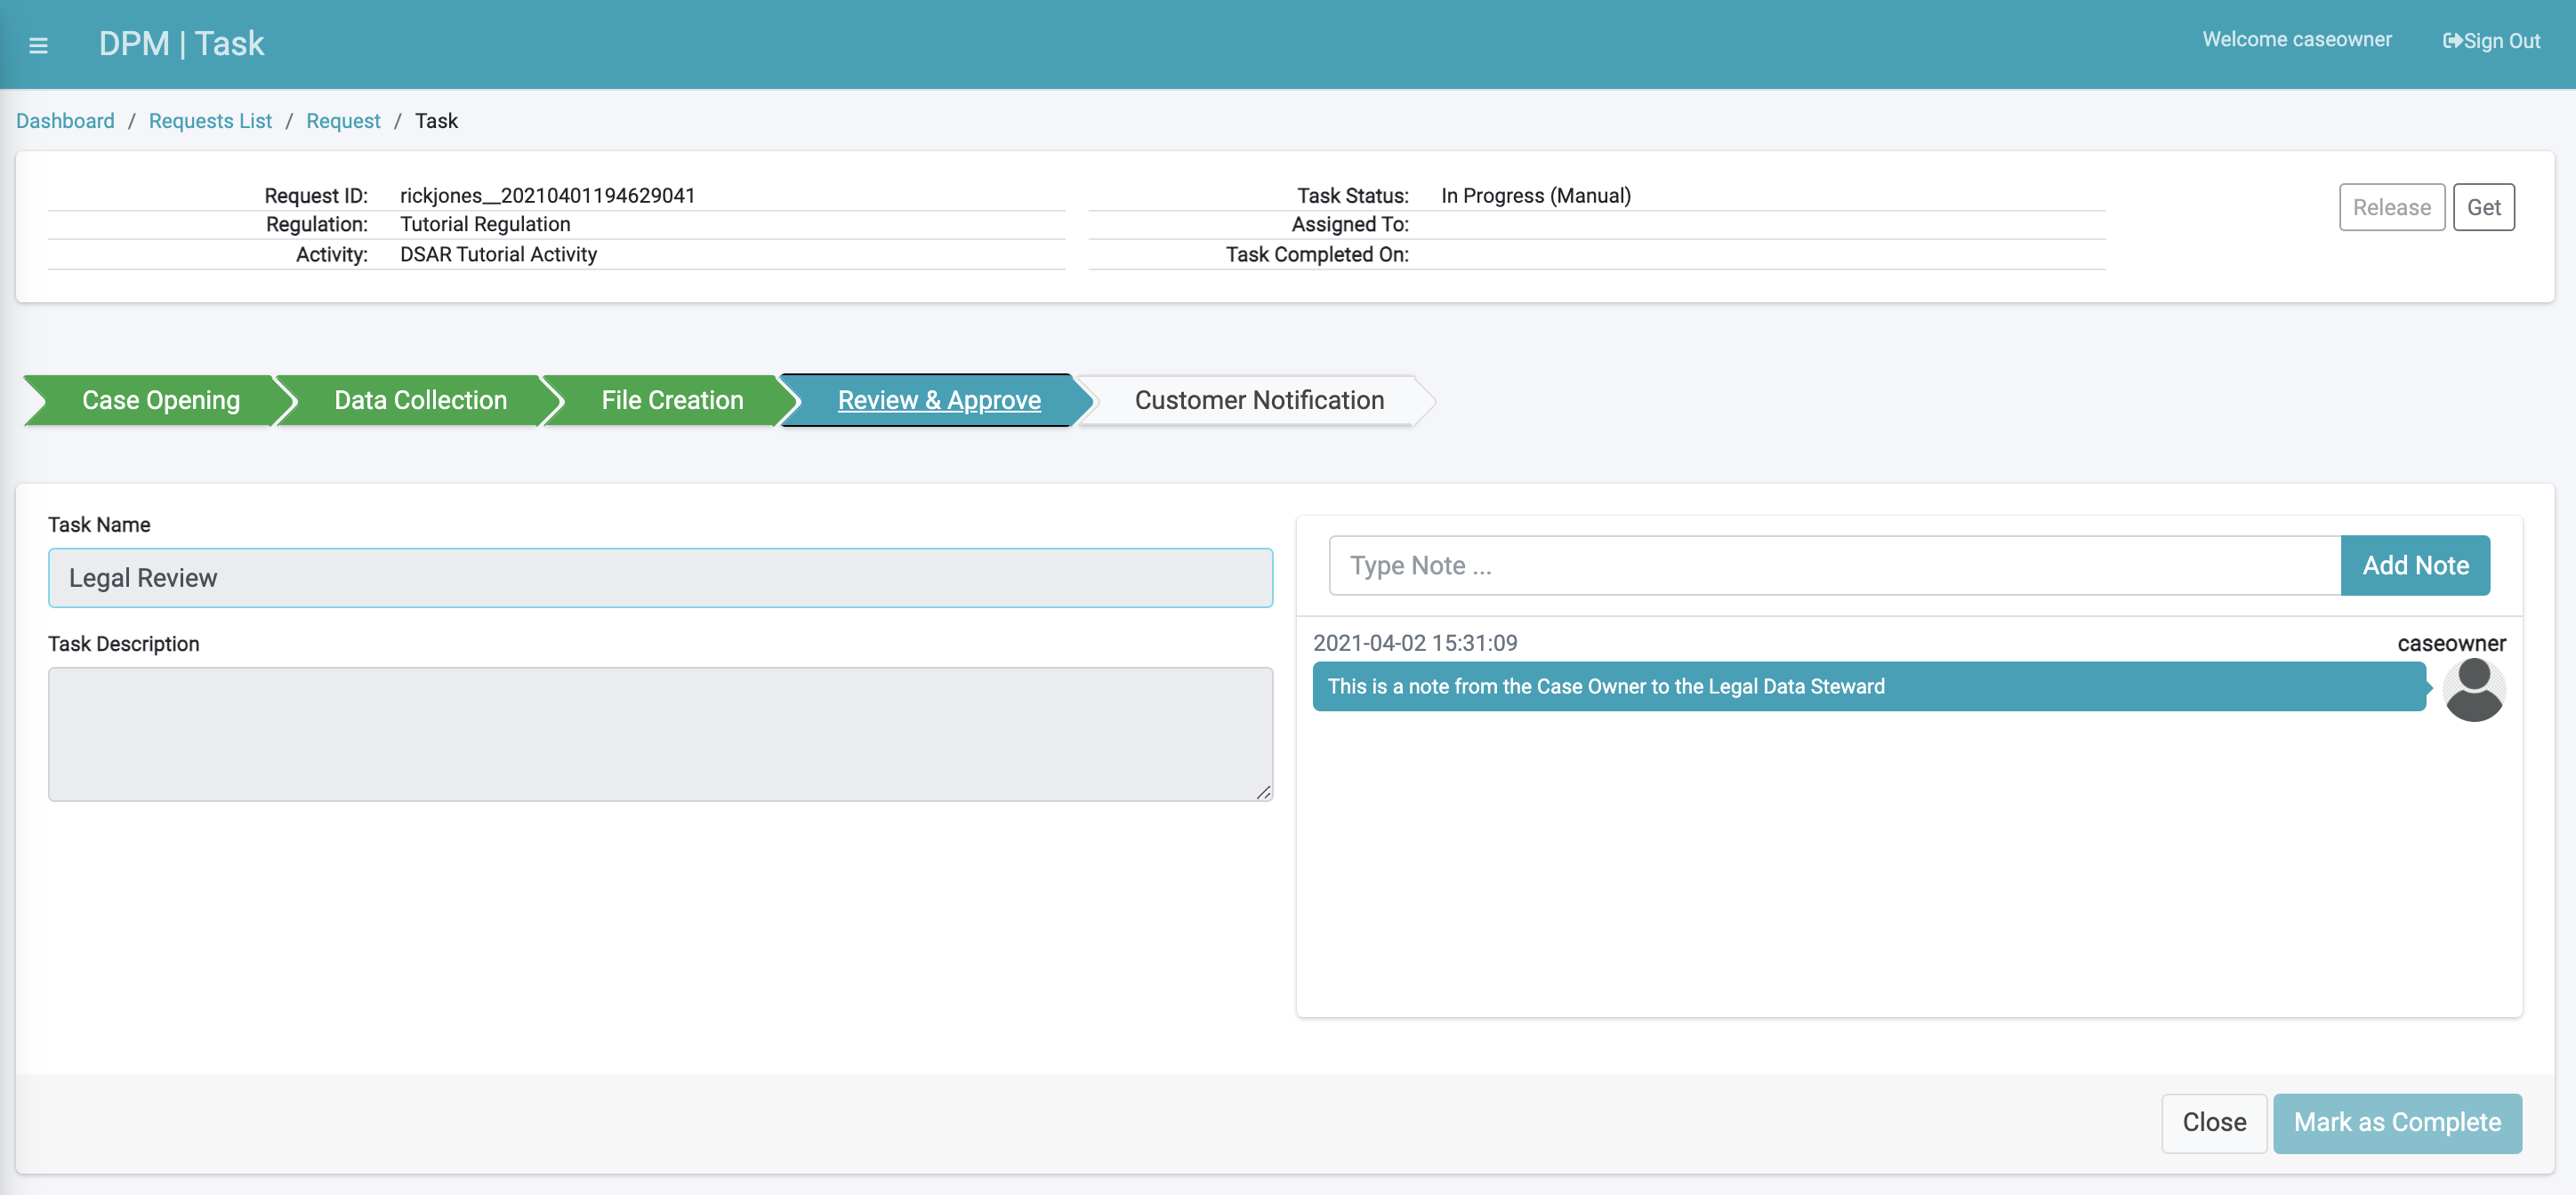 DPM | Task
Welcome caseowner
Sign Out
Dashboard / Requests List / Request / Task
Request ID: rickjones__20210401194629041
Regulation: Tutorial Regulation
Activity: DSAR Tutorial Activity
Task Status: In Progress (Manual)
Assigned To:
Task Completed On:
Release
Get
Case Opening
Data Collection
File Creation
Review & Approve
Customer Notification
Task Name
Legal Review
Task Description
Type Note ...
Add Note
2021-04-02 15:31:09
caseowner
This is a note from the Case Owner to the Legal Data Steward
Close
Mark as Complete